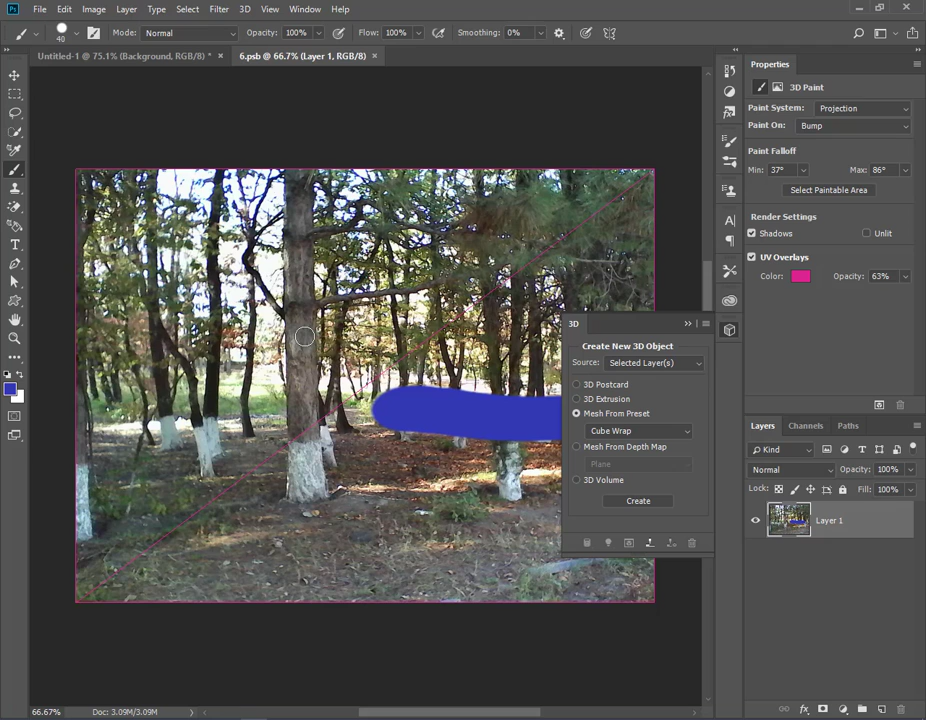 Ps File Edit Image Layer Type Select Filter 3D View Window Help
40 Mode: Normal Opacity: 100% Flow: 100% Smoothing: 0%
Untitled-1 @ 75.1% (Background, RGB/8) * × 6.psb @ 66.7% (Layer 1, RGB/8) ×
Properties
3D Paint
Paint System: Projection
Paint On: Bump
Paint Falloff
Min: 37° Max: 86°
Select Paintable Area
Render Settings
Shadows Unlit
UV Overlays
Color: Opacity: 63%
3D
Create New 3D Object
Source: Selected Layer(s)
3D Postcard
3D Extrusion
Mesh From Preset
Cube Wrap
Mesh From Depth Map
Plane
3D Volume
Create
Layers Channels Paths
Kind
Normal Opacity: 100%
Lock: Fill: 100%
Layer 1
66.67% Doc: 3.09M/3.09M